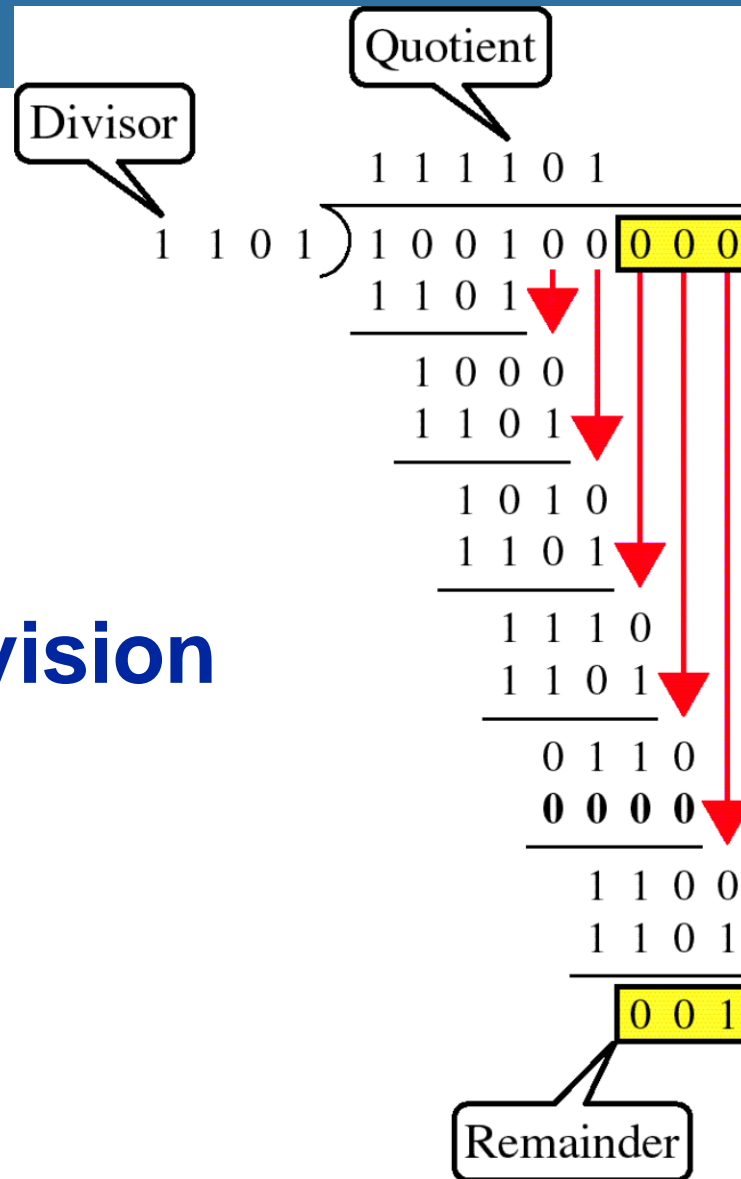 Quotient
Divisor
1 1 1 1 0 1
1 1 0 1 1 0 0 1 0 0 0 0 0
1 1 0 1
1 0 0 0
1 1 0 1
1 0 1 0
1 1 0 1
1 1 1 0
vision
1 1 0 1
0 1 1 0
0 0 0 0
1 1 0 0
1 1 0 1
0 0 1
Remainder